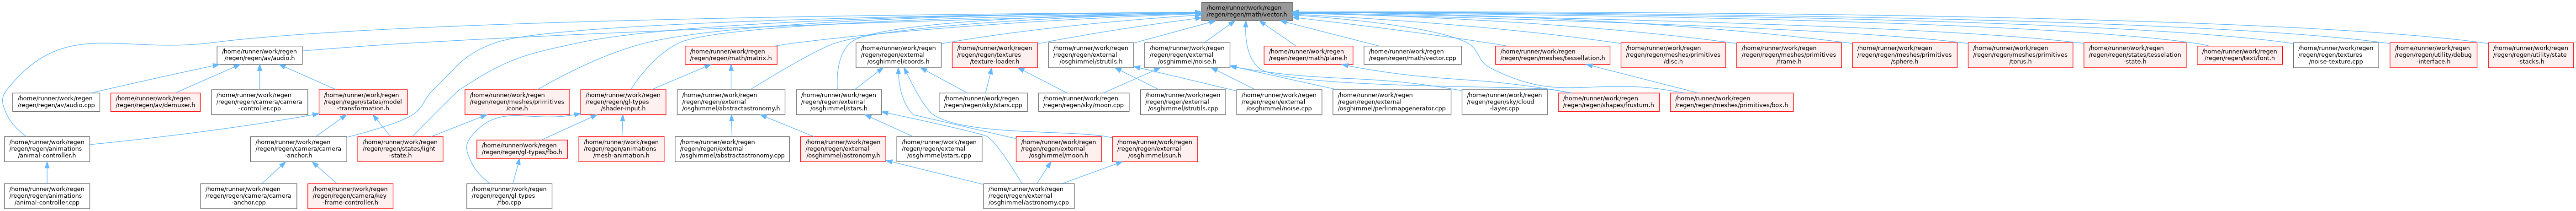 /home/runner/work/regen
/regen/regen/math/vector.h
/home/runner/work/regen
/regen/regen/av/audio.h
/home/runner/work/regen
/regen/regen/math/matrix.h
/home/runner/work/regen
/regen/regen/external
/osghimmel/coords.h
/home/runner/work/regen
/regen/regen/textures
/texture-loader.h
/home/runner/work/regen
/regen/regen/external
/osghimmel/strutils.h
/home/runner/work/regen
/regen/regen/external
/osghimmel/noise.h
/home/runner/work/regen
/regen/regen/math/plane.h
/home/runner/work/regen
/regen/regen/math/vector.cpp
/home/runner/work/regen
/regen/regen/meshes/tessellation.h
/home/runner/work/regen
/regen/regen/meshes/primitives
/disc.h
/home/runner/work/regen
/regen/regen/meshes/primitives
/frame.h
/home/runner/work/regen
/regen/regen/meshes/primitives
/sphere.h
/home/runner/work/regen
/regen/regen/meshes/primitives
/torus.h
/home/runner/work/regen
/regen/regen/states/tesselation
-state.h
/home/runner/work/regen
/regen/regen/text/font.h
/home/runner/work/regen
/regen/regen/textures
/noise-texture.cpp
/home/runner/work/regen
/regen/regen/utility/debug
-interface.h
/home/runner/work/regen
/regen/regen/utility/state
-stacks.h
/home/runner/work/regen
/regen/regen/av/audio.cpp
/home/runner/work/regen
/regen/regen/av/demuxer.h
/home/runner/work/regen
/regen/regen/camera/camera
-controller.cpp
/home/runner/work/regen
/regen/regen/states/model
-transformation.h
/home/runner/work/regen
/regen/regen/meshes/primitives
/cone.h
/home/runner/work/regen
/regen/regen/gl-types
/shader-input.h
/home/runner/work/regen
/regen/regen/external
/osghimmel/abstractastronomy.h
/home/runner/work/regen
/regen/regen/external
/osghimmel/stars.h
/home/runner/work/regen
/regen/regen/sky/stars.cpp
/home/runner/work/regen
/regen/regen/sky/moon.cpp
/home/runner/work/regen
/regen/regen/external
/osghimmel/strutils.cpp
/home/runner/work/regen
/regen/regen/external
/osghimmel/noise.cpp
/home/runner/work/regen
/regen/regen/external
/osghimmel/perlinmapgenerator.cpp
/home/runner/work/regen
/regen/regen/sky/cloud
-layer.cpp
/home/runner/work/regen
/regen/regen/shapes/frustum.h
/home/runner/work/regen
/regen/regen/meshes/primitives/box.h
/home/runner/work/regen
/regen/regen/animations
/animal-controller.h
/home/runner/work/regen
/regen/regen/camera/camera
-anchor.h
/home/runner/work/regen
/regen/regen/states/light
-state.h
/home/runner/work/regen
/regen/regen/gl-types/fbo.h
/home/runner/work/regen
/regen/regen/animations
/mesh-animation.h
/home/runner/work/regen
/regen/regen/external
/osghimmel/abstractastronomy.cpp
/home/runner/work/regen
/regen/regen/external
/osghimmel/astronomy.h
/home/runner/work/regen
/regen/regen/external
/osghimmel/stars.cpp
/home/runner/work/regen
/regen/regen/external
/osghimmel/moon.h
/home/runner/work/regen
/regen/regen/external
/osghimmel/sun.h
/home/runner/work/regen
/regen/regen/animations
/animal-controller.cpp
/home/runner/work/regen
/regen/regen/camera/camera
-anchor.cpp
/home/runner/work/regen
/regen/regen/camera/key
-frame-controller.h
/home/runner/work/regen
/regen/regen/gl-types
/fbo.cpp
/home/runner/work/regen
/regen/regen/external
/osghimmel/astronomy.cpp